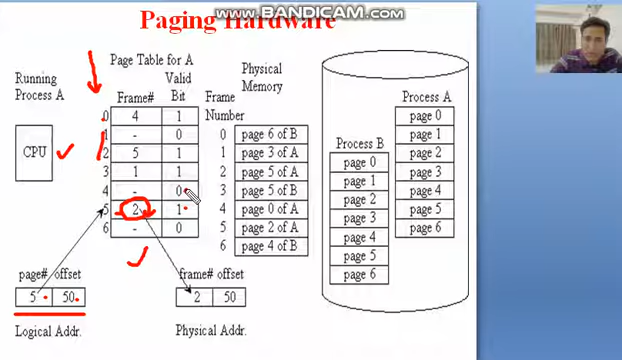 Paging Hardware
www.BANDICAM.com
Running
Process A
CPU
Page Table for A
Frame#
Valid
Bit
0 4 1
1 - 0
2 5 1
3 1 1
4 - 0
5 2 1
6 - 0
Physical
Memory
Frame
Number
0 page 6 of B
1 page 3 of A
2 page 5 of A
3 page 5 of B
4 page 0 of A
5 page 2 of A
6 page 4 of B
Process B
page 0
page 1
page 2
page 3
page 4
page 5
page 6
Process A
page 0
page 1
page 2
page 3
page 4
page 5
page 6
page# offset
5 50
Logical Addr.
frame# offset
2 50
Physical Addr.